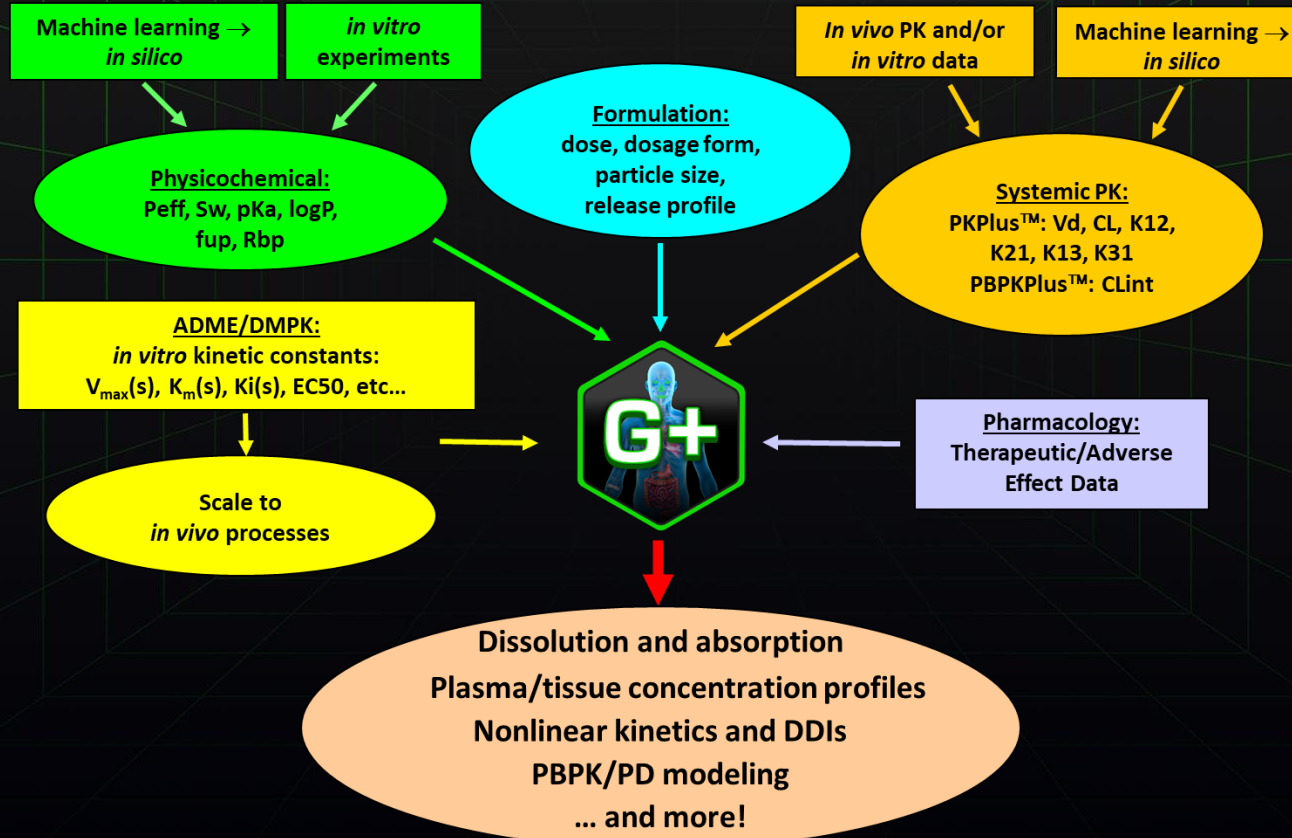 Machine learning →
in silico
in vitro
experiments
In vivo PK and/or
in vitro data
Machine learning →
in silico
Formulation:
dose, dosage form,
particle size,
release profile
Physicochemical:
Peff, Sw, pKa, logP,
fup, Rbp
Systemic PK:
PKPlus™: Vd, CL, K12,
K21, K13, K31
PBPKPlus™: CLint
ADME/DMPK:
in vitro kinetic constants:
Vmax(s), Km(s), Ki(s), EC50, etc...
G+
Pharmacology:
Therapeutic/Adverse
Effect Data
Scale to
in vivo processes
Dissolution and absorption
Plasma/tissue concentration profiles
Nonlinear kinetics and DDIs
PBPK/PD modeling
... and more!